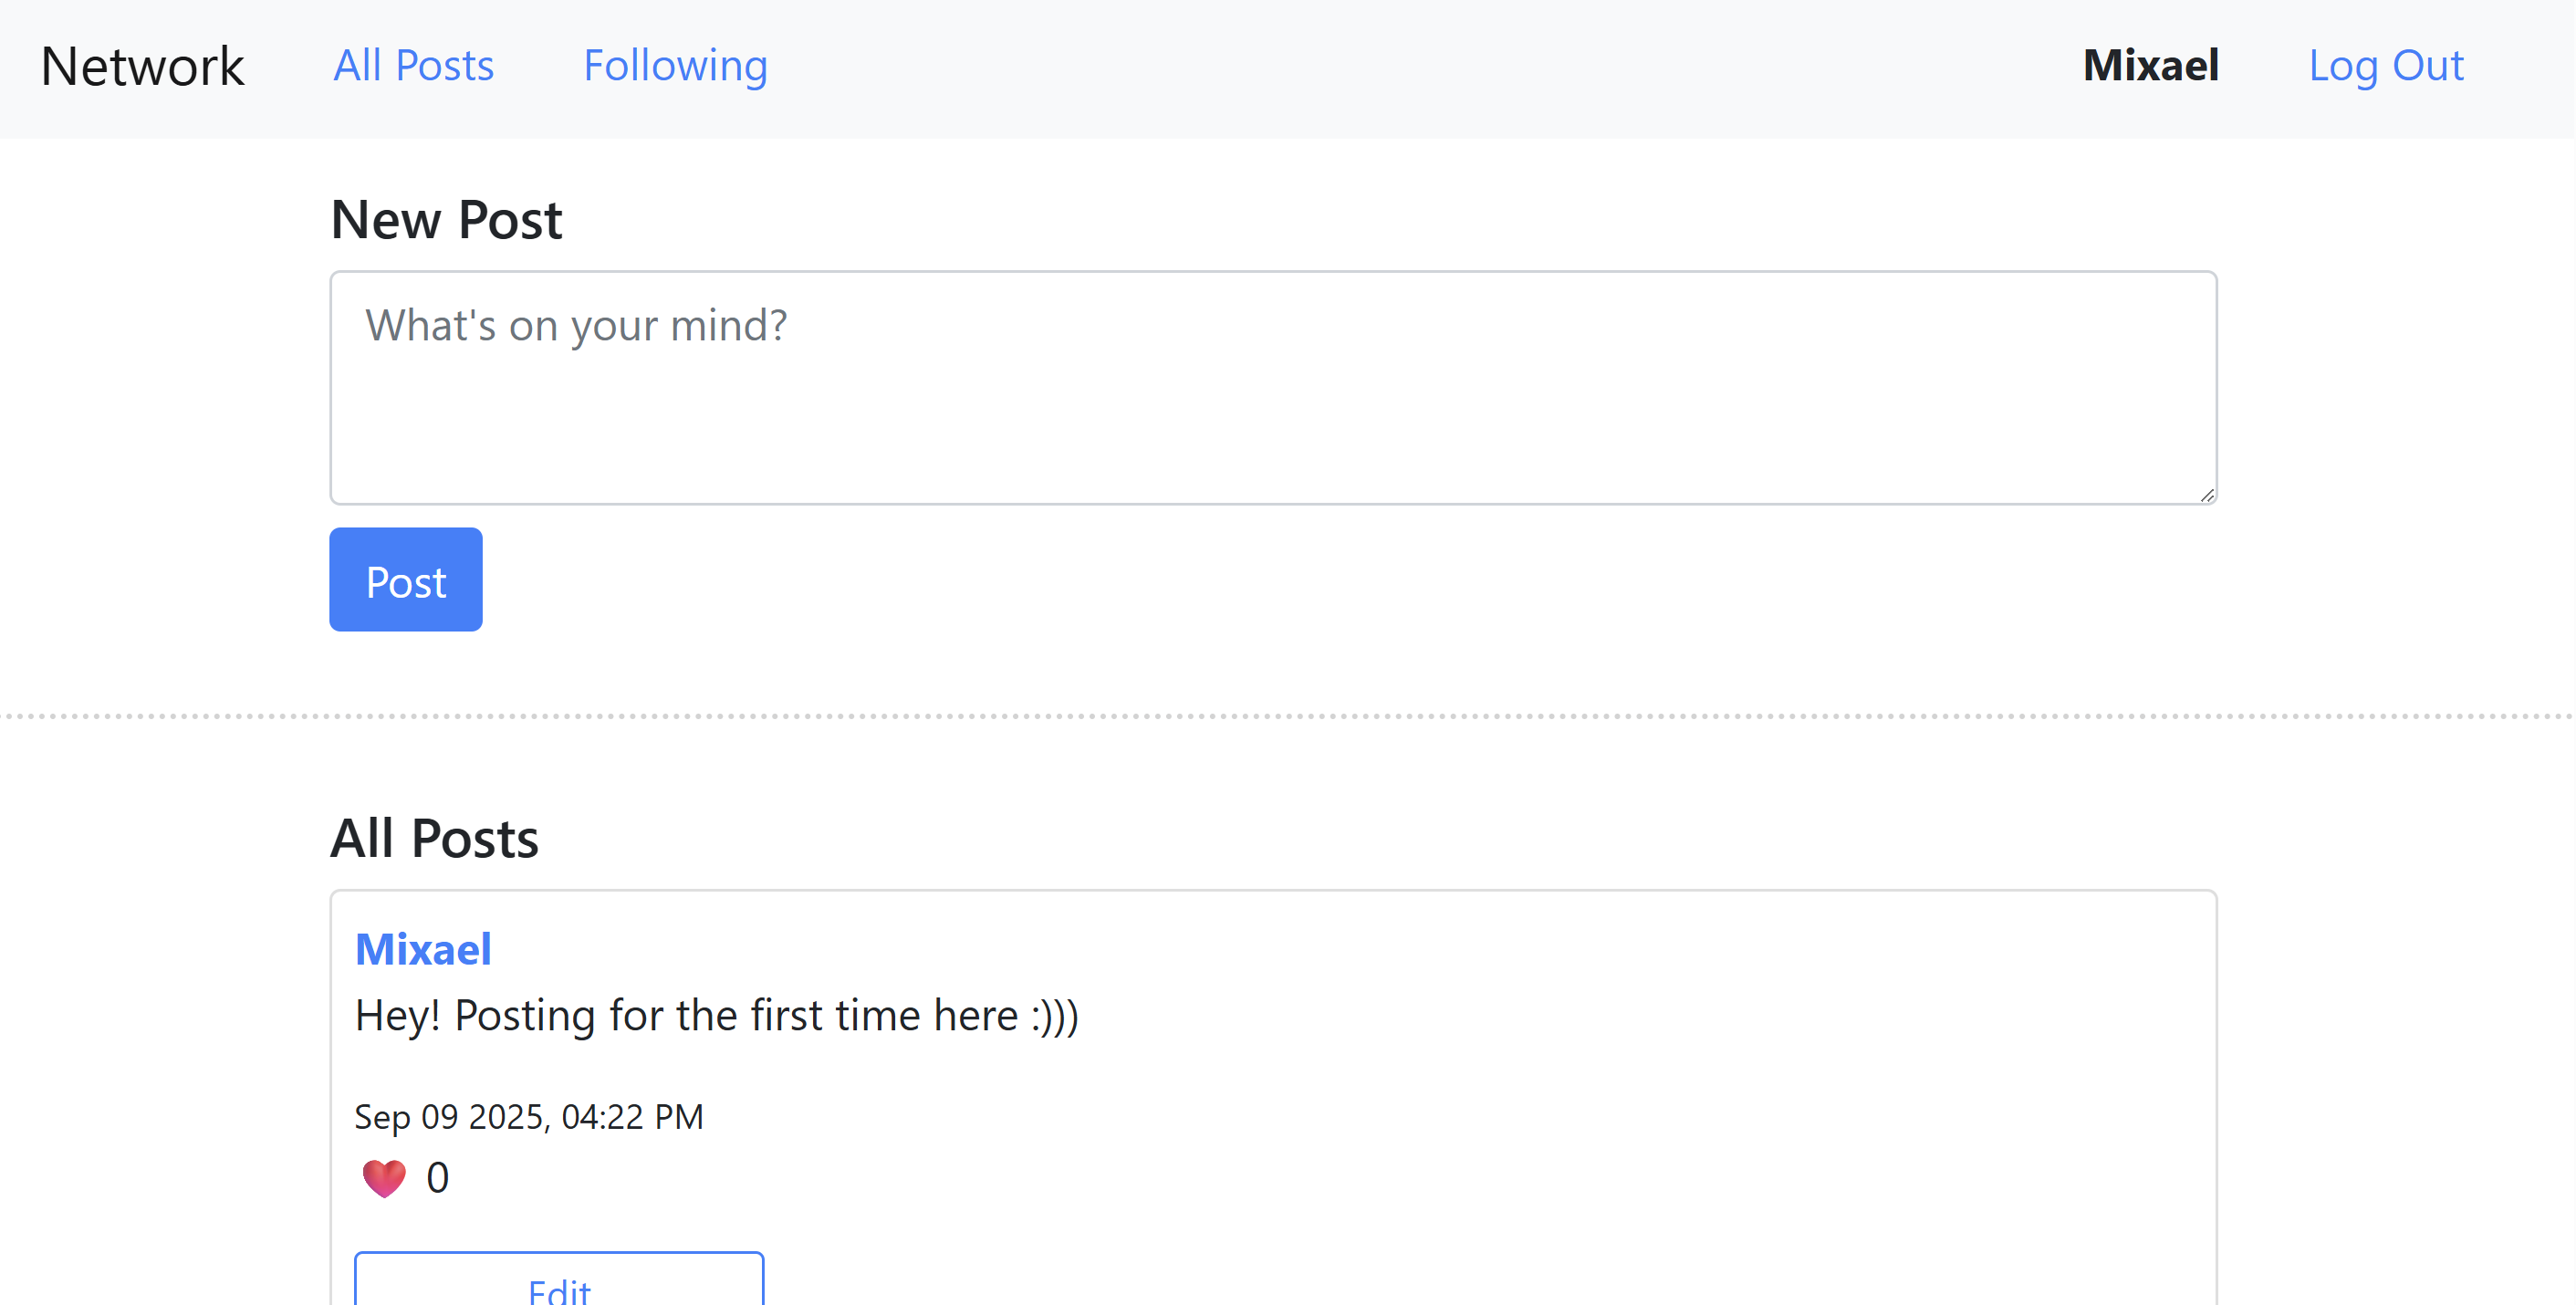 Network All Posts Following Mixael Log Out
New Post
What's on your mind?
Post
All Posts
Mixael
Hey! Posting for the first time here :)))
Sep 09 2025, 04:22 PM
❤️ 0
Edit